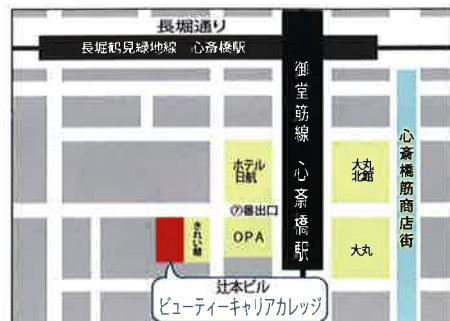 長堀通り
長堀鶴見緑地線　心斎橋駅
御堂筋線　心斎橋駅
心斎橋筋商店街
ホテル
日航
大丸
北館
⑦番出口
きれい館
OPA
大丸
辻本ビル
ビューティーキャリアカレッジ